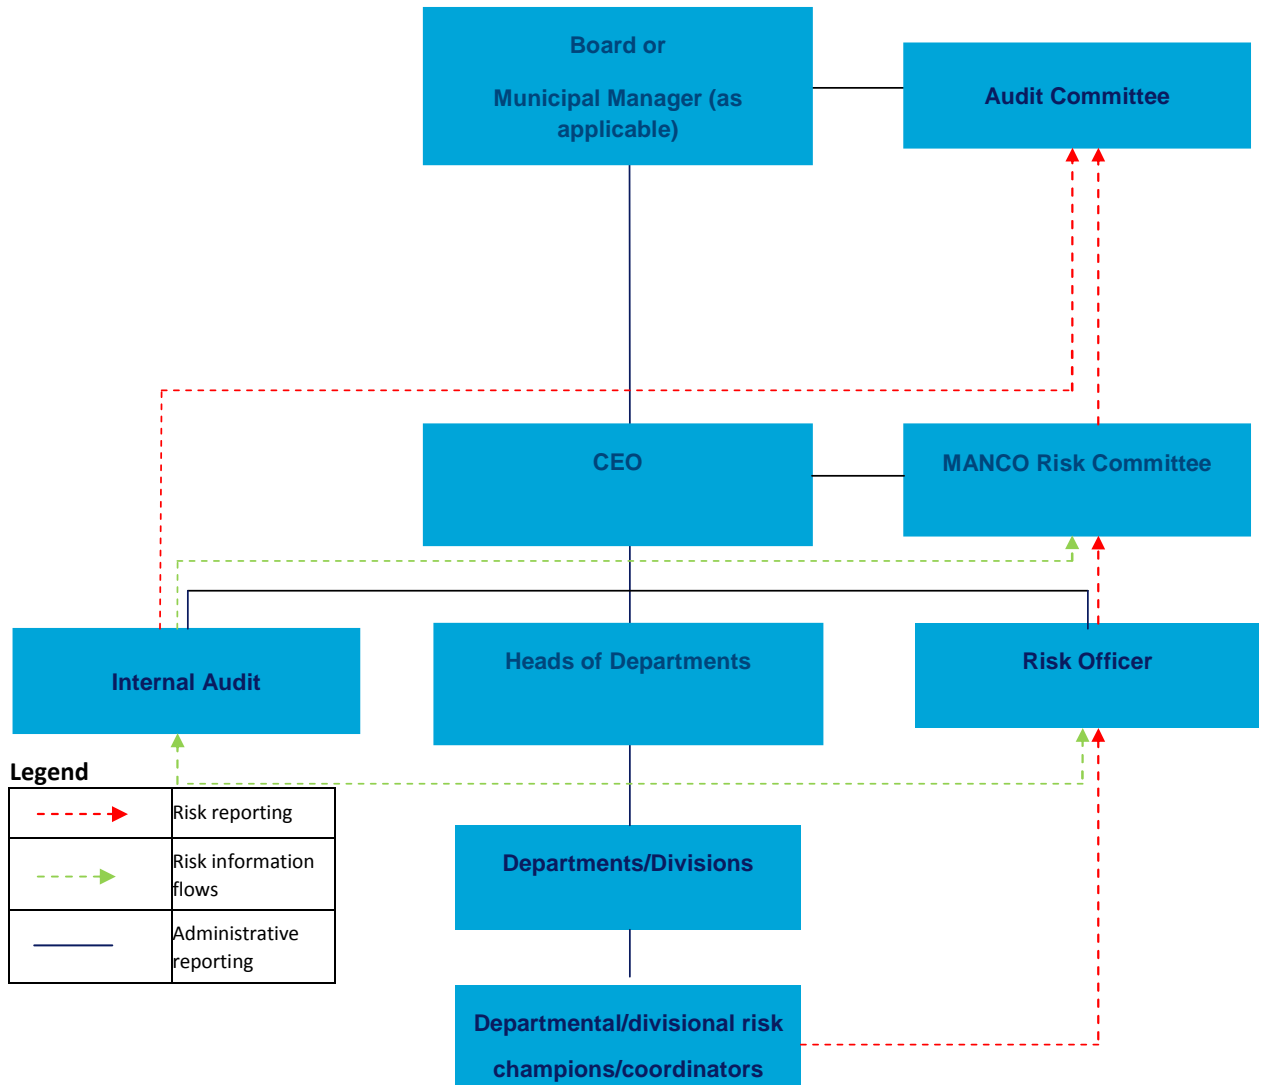 Board or
Municipal Manager (as
applicable)
Audit Committee
CEO
MANCO Risk Committee
Internal Audit
Heads of Departments
Risk Officer
Legend
Risk reporting
Risk information
flows
Administrative
reporting
Departments/Divisions
Departmental/divisional risk
champions/coordinators